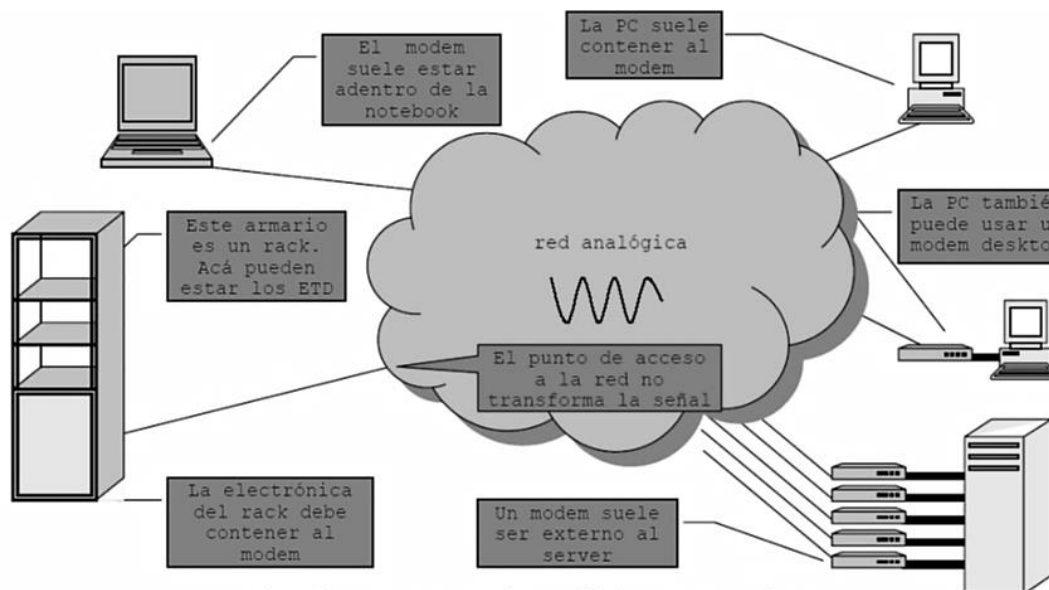 El modem
suele estar
adentro de la
notebook
La PC suele
contener al
modem
Este armario
es un rack.
Acá pueden
estar los ETD
red analógica
La PC tambié
puede usar u
modem deskto
El punto de acceso
a la red no
transforma la señal
La electrónica
del rack debe
contener al
modem
Un modem suele
ser externo al
server